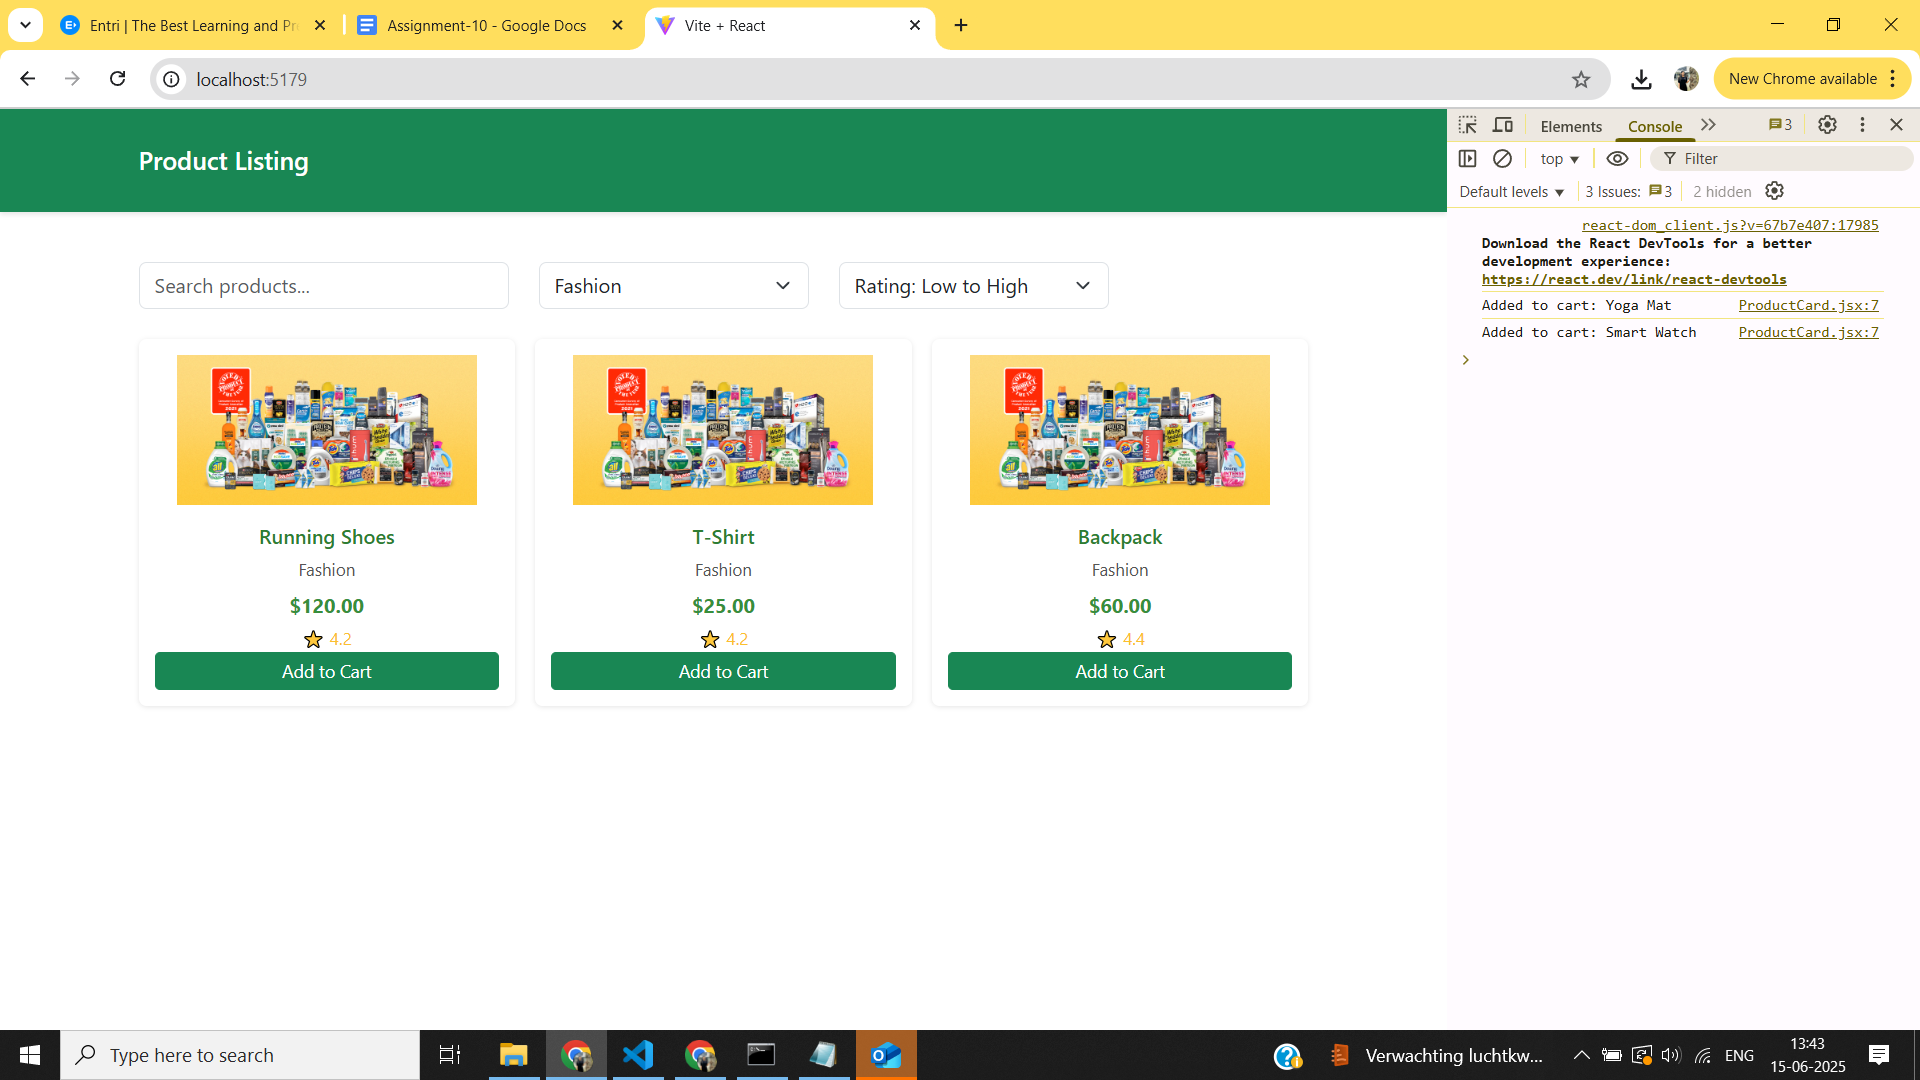 Entri | The Best Learning and Pr
Assignment-10 - Google Docs
Vite + React
localhost:5179
New Chrome available
Product Listing
Elements
Console
3
top
Filter
Default levels
3 Issues:
3
2 hidden
react-dom_client.js?v=67b7e407:17985
Download the React DevTools for a better
development experience:
https://react.dev/link/react-devtools
Added to cart: Yoga Mat
ProductCard.jsx:7
Added to cart: Smart Watch
ProductCard.jsx:7
Search products...
Fashion
Rating: Low to High
Running Shoes
Fashion
$120.00
4.2
Add to Cart
T-Shirt
Fashion
$25.00
4.2
Add to Cart
Backpack
Fashion
$60.00
4.4
Add to Cart
Type here to search
Verwachting luchtkw...
ENG
13:43
15-06-2025